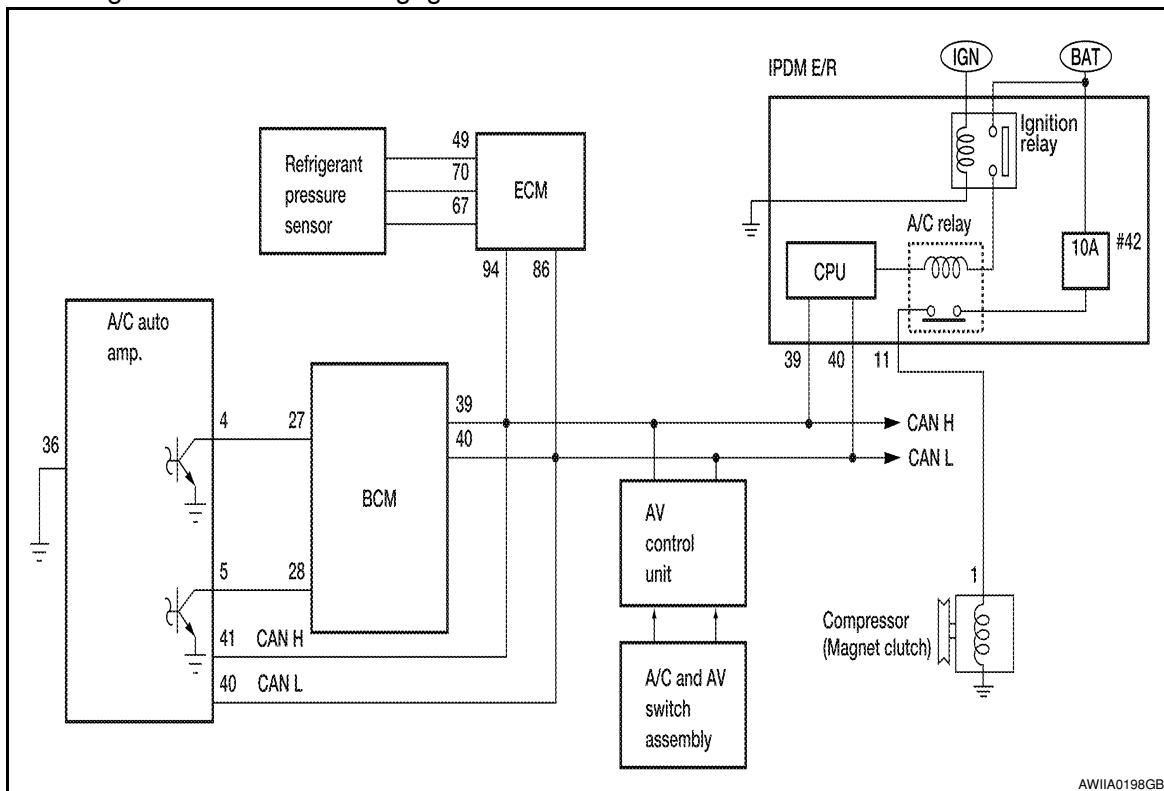 IPDM E/R
IGN
BAT
Ignition
relay
A/C relay
10A
#42
CPU
39
40
11
Refrigerant
pressure
sensor
49
70
67
ECM
94
86
A/C auto
amp.
36
4
27
5
28
41
CAN H
40
CAN L
BCM
39
40
CAN H
CAN L
AV
control
unit
A/C and AV
switch
assembly
1
Compressor
(Magnet clutch)
AWIIA0198GB